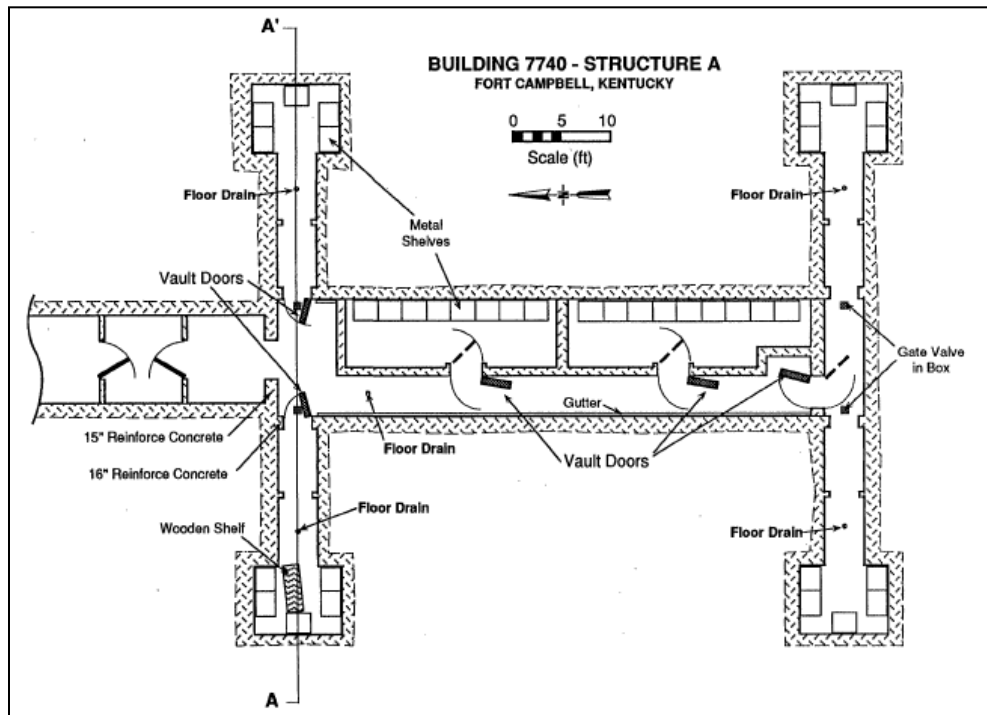 A'
BUILDING 7740 - STRUCTURE A
FORT CAMPBELL, KENTUCKY
0 5 10
Scale (ft)
N
Floor Drain
Floor Drain
Metal
Shelves
Vault Doors
Gate Valve
in Box
Gutter
15" Reinforce Concrete
Floor Drain
Vault Doors
16" Reinforce Concrete
Floor Drain
Wooden Shelf
Floor Drain
A